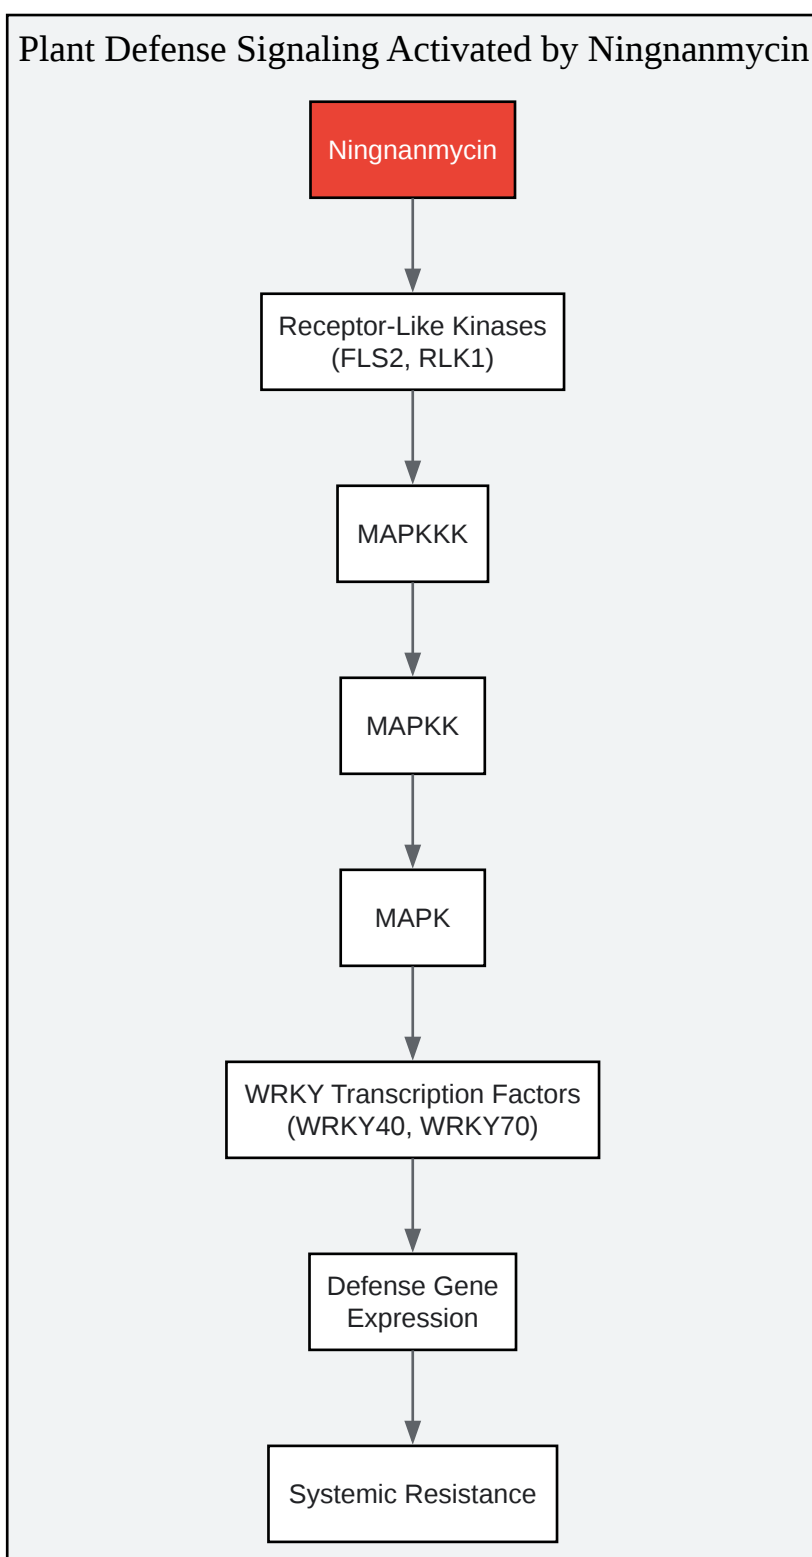 Plant Defense Signaling Activated by Ningnanmycin
Ningnanmycin
Receptor-Like Kinases
(FLS2, RLK1)
MAPKKK
MAPKK
MAPK
WRKY Transcription Factors
(WRKY40, WRKY70)
Defense Gene
Expression
Systemic Resistance